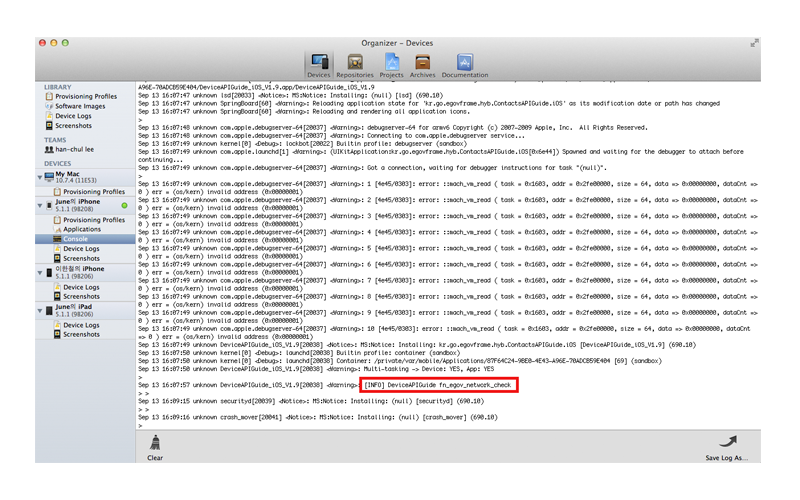 Organizer – Devices
Devices
Repositories
Projects
Archives
Documentation
LIBRARY
Provisioning Profiles
Software Images
Device Logs
Screenshots
TEAMS
han-chul lee
DEVICES
My Mac
10.7.4 (11E53)
Provisioning Profiles
June의 iPhone
5.1.1 (9B208)
Provisioning Profiles
Applications
Console
Device Logs
Screenshots
이한철의 iPhone
5.1.1 (9B206)
Device Logs
Screenshots
June의 iPad
5.1.1 (9B206)
Device Logs
Screenshots
A96E-70ADCB59E404/DeviceAPIGuide_iOS_V1.9.app/DeviceAPIGuide_iOS_V1.9
Sep 13 16:07:47 unknown isd[20033] <Notice>: MS:Notice: Installing: (null) [isd] (690.10)
Sep 13 16:07:47 unknown SpringBoard[60] <Warning>: Reloading application state for 'kr.go.egovframe.hyb.ContactsAPIGuide.iOS' as its modification date or path has changed
Sep 13 16:07:47 unknown SpringBoard[60] <Warning>: Reloading and rendering all application icons.
>
Sep 13 16:07:48 unknown com.apple.debugserver-64[20037] <Warning>: debugserver-64 for armv6 Copyright (c) 2007-2009 Apple, Inc. All Rights Reserved.
Sep 13 16:07:48 unknown com.apple.debugserver-64[20037] <Warning>: Connecting to com.apple.debugserver service...
Sep 13 16:07:49 unknown kernel[0] <Debug>: lockbot[20022] Builtin profile: debugserver (sandbox)
Sep 13 16:07:49 unknown com.apple.launchd[1] <Warning>: (UIKitApplication:kr.go.egovframe.hyb.ContactsAPIGuide.iOS[0x6e44]) Spawned and waiting for the debugger to attach before
continuing...
Sep 13 16:07:49 unknown com.apple.debugserver-64[20037] <Warning>: Got a connection, waiting for debugger instructions for task "(null)".
>
Sep 13 16:07:49 unknown com.apple.debugserver-64[20037] <Warning>: 1 [4e45/0303]: error: ::mach_vm_read ( task = 0x1603, addr = 0x2fe00000, size = 64, data => 0x00000000, dataCnt =>
0 ) err = (os/kern) invalid address (0x00000001)
Sep 13 16:07:49 unknown com.apple.debugserver-64[20037] <Warning>: 2 [4e45/0303]: error: ::mach_vm_read ( task = 0x1603, addr = 0x2fe00000, size = 64, data => 0x00000000, dataCnt =>
0 ) err = (os/kern) invalid address (0x00000001)
Sep 13 16:07:49 unknown com.apple.debugserver-64[20037] <Warning>: 3 [4e45/0303]: error: ::mach_vm_read ( task = 0x1603, addr = 0x2fe00000, size = 64, data => 0x00000000, dataCnt =>
0 ) err = (os/kern) invalid address (0x00000001)
Sep 13 16:07:49 unknown com.apple.debugserver-64[20037] <Warning>: 4 [4e45/0303]: error: ::mach_vm_read ( task = 0x1603, addr = 0x2fe00000, size = 64, data => 0x00000000, dataCnt =>
0 ) err = (os/kern) invalid address (0x00000001)
Sep 13 16:07:49 unknown com.apple.debugserver-64[20037] <Warning>: 5 [4e45/0303]: error: ::mach_vm_read ( task = 0x1603, addr = 0x2fe00000, size = 64, data => 0x00000000, dataCnt =>
0 ) err = (os/kern) invalid address (0x00000001)
Sep 13 16:07:49 unknown com.apple.debugserver-64[20037] <Warning>: 6 [4e45/0303]: error: ::mach_vm_read ( task = 0x1603, addr = 0x2fe00000, size = 64, data => 0x00000000, dataCnt =>
0 ) err = (os/kern) invalid address (0x00000001)
Sep 13 16:07:49 unknown com.apple.debugserver-64[20037] <Warning>: 7 [4e45/0303]: error: ::mach_vm_read ( task = 0x1603, addr = 0x2fe00000, size = 64, data => 0x00000000, dataCnt =>
0 ) err = (os/kern) invalid address (0x00000001)
Sep 13 16:07:49 unknown com.apple.debugserver-64[20037] <Warning>: 8 [4e45/0303]: error: ::mach_vm_read ( task = 0x1603, addr = 0x2fe00000, size = 64, data => 0x00000000, dataCnt =>
0 ) err = (os/kern) invalid address (0x00000001)
Sep 13 16:07:49 unknown com.apple.debugserver-64[20037] <Warning>: 9 [4e45/0303]: error: ::mach_vm_read ( task = 0x1603, addr = 0x2fe00000, size = 64, data => 0x00000000, dataCnt =>
0 ) err = (os/kern) invalid address (0x00000001)
Sep 13 16:07:49 unknown com.apple.debugserver-64[20037] <Warning>: 10 [4e45/0303]: error: ::mach_vm_read ( task = 0x1603, addr = 0x2fe00000, size = 64, data => 0x00000000, dataCnt
=> 0 ) err = (os/kern) invalid address (0x00000001)
Sep 13 16:07:49 unknown DeviceAPIGuide_iOS_V1.9[20038] <Notice>: MS:Notice: Installing: kr.go.egovframe.hyb.ContactsAPIGuide.iOS [DeviceAPIGuide_iOS_V1.9] (690.10)
Sep 13 16:07:50 unknown kernel[0] <Debug>: launchd[20038] Builtin profile: container (sandbox)
Sep 13 16:07:50 unknown kernel[0] <Debug>: launchd[20038] Container: /private/var/mobile/Applications/87F64C24-9BE0-4E43-A96E-70ADCB59E404 [69] (sandbox)
Sep 13 16:07:50 unknown DeviceAPIGuide_iOS_V1.9[20038] <Warning>: Multi-tasking -> Device: YES, App: YES
>
Sep 13 16:07:57 unknown DeviceAPIGuide_iOS_V1.9[20038] <Warning>: [INFO] DeviceAPIGuide fn_egov_network_check
> >
Sep 13 16:09:15 unknown securityd[20039] <Notice>: MS:Notice: Installing: (null) [securityd] (690.10)
> >
Sep 13 16:09:16 unknown crash_mover[20041] <Notice>: MS:Notice: Installing: (null) [crash_mover] (690.10)
>
Clear
Save Log As...